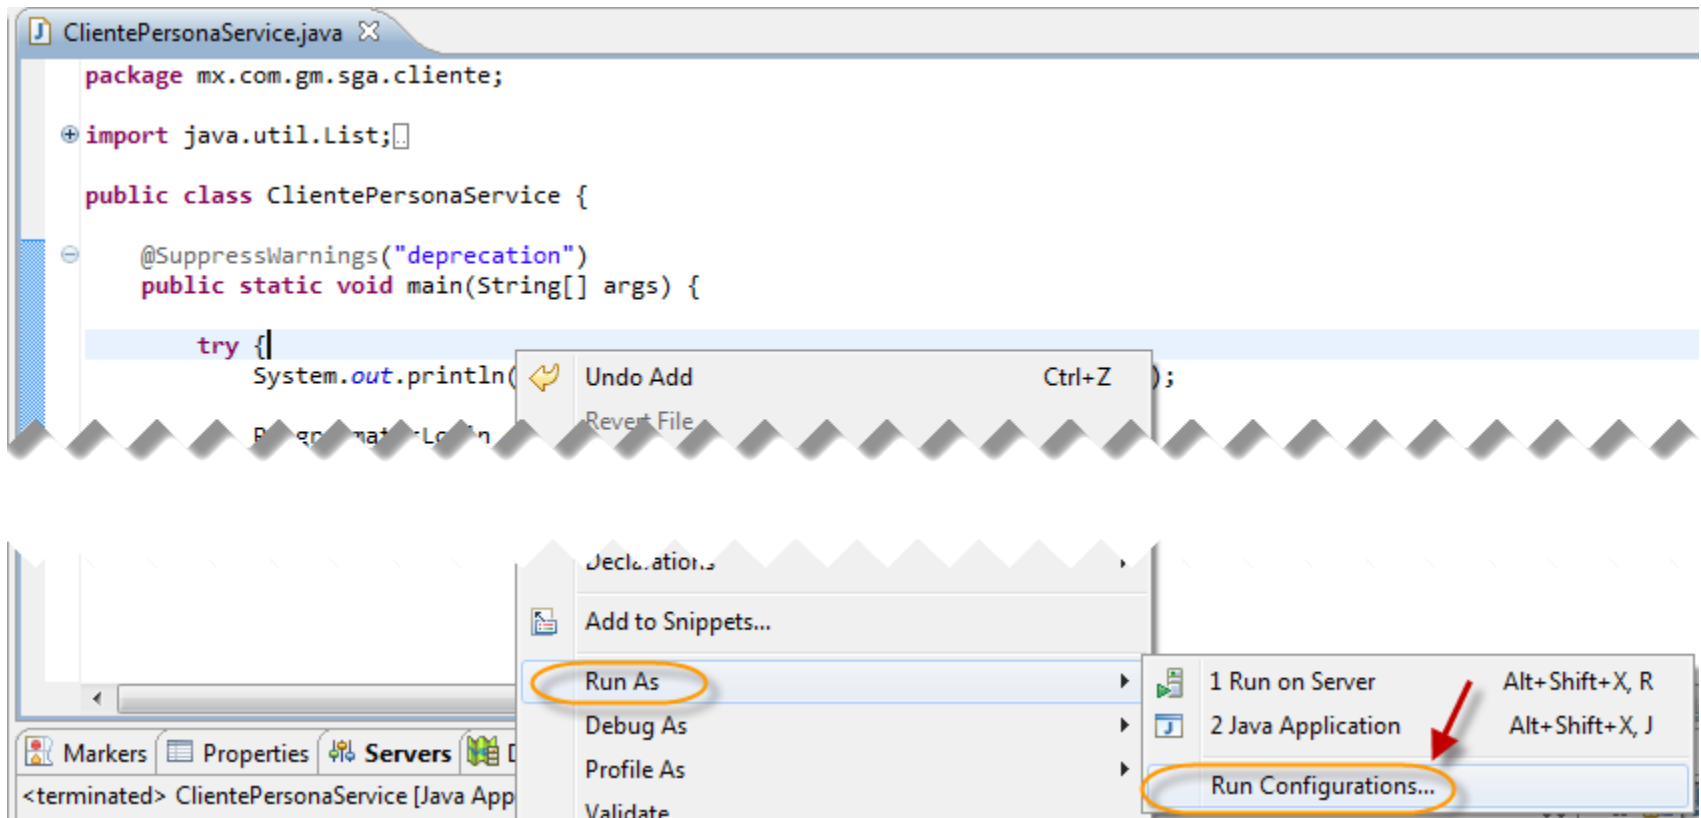 ClientePersonaService.java
package mx.com.gm.sga.cliente;
import java.util.List;
public class ClientePersonaService {
@SuppressWarnings("deprecation")
public static void main(String[] args) {
try {
System.out.println( );
Undo Add Ctrl+Z
Revert File
Declarations
Add to Snippets...
Run As
Debug As
Profile As
Validate
1 Run on Server Alt+Shift+X, R
2 Java Application Alt+Shift+X, J
Run Configurations...
Markers Properties Servers
<terminated> ClientePersonaService [Java App